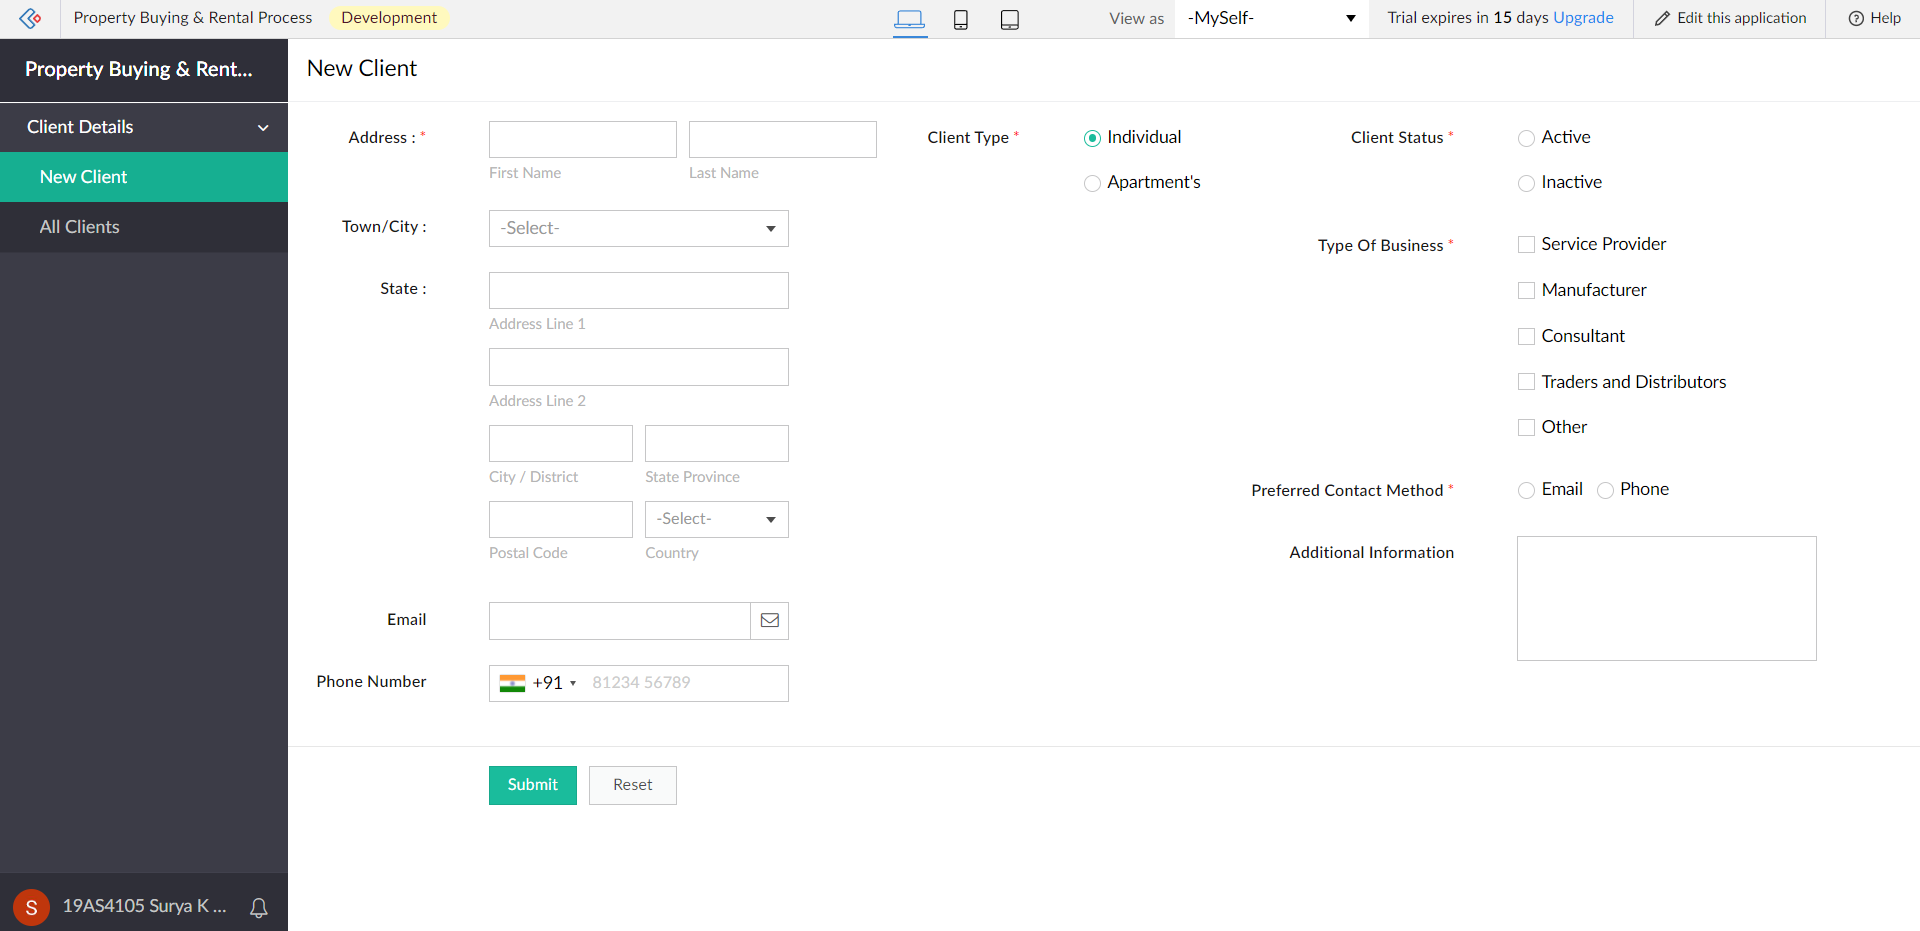 Property Buying & Rental Process
Development
View as
-MySelf-
Trial expires in 15 days Upgrade
Edit this application
Help
Property Buying & Rent...
Client Details
New Client
All Clients
19AS4105 Surya K ...
S
New Client
Address : *
First Name
Last Name
Town/City :
-Select-
State :
Address Line 1
Address Line 2
City / District
State Province
Postal Code
-Select-
Country
Email
Phone Number
+91
81234 56789
Client Type *
Individual
Apartment's
Client Status *
Active
Inactive
Type Of Business *
Service Provider
Manufacturer
Consultant
Traders and Distributors
Other
Preferred Contact Method *
Email
Phone
Additional Information
Submit
Reset